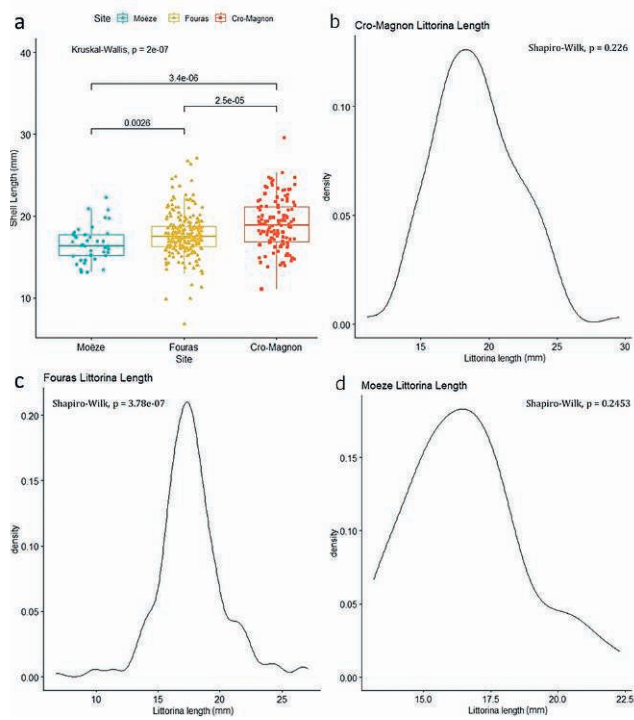 a
Site Moëze Fouras Cro-Magnon
Kruskal-Wallis, p = 2e-07
3.4e-06
2.5e-05
0.0026
Shell Length (mm)
40
30
20
10
Moëze Fouras Cro-Magnon
Site
b
Cro-Magnon Littorina Length
Shapiro-Wilk, p = 0.226
density
0.10
0.05
0.00
15 20 25 30
Littorina length (mm)
c
Fouras Littorina Length
Shapiro-Wilk, p = 3.78e-07
density
0.20
0.15
0.10
0.05
0.00
10 15 20 25
Littorina length (mm)
d
Moeze Littorina Length
Shapiro-Wilk, p = 0.2453
density
0.15
0.10
0.05
0.00
15.0 17.5 20.0 22.5
Littorina length (mm)